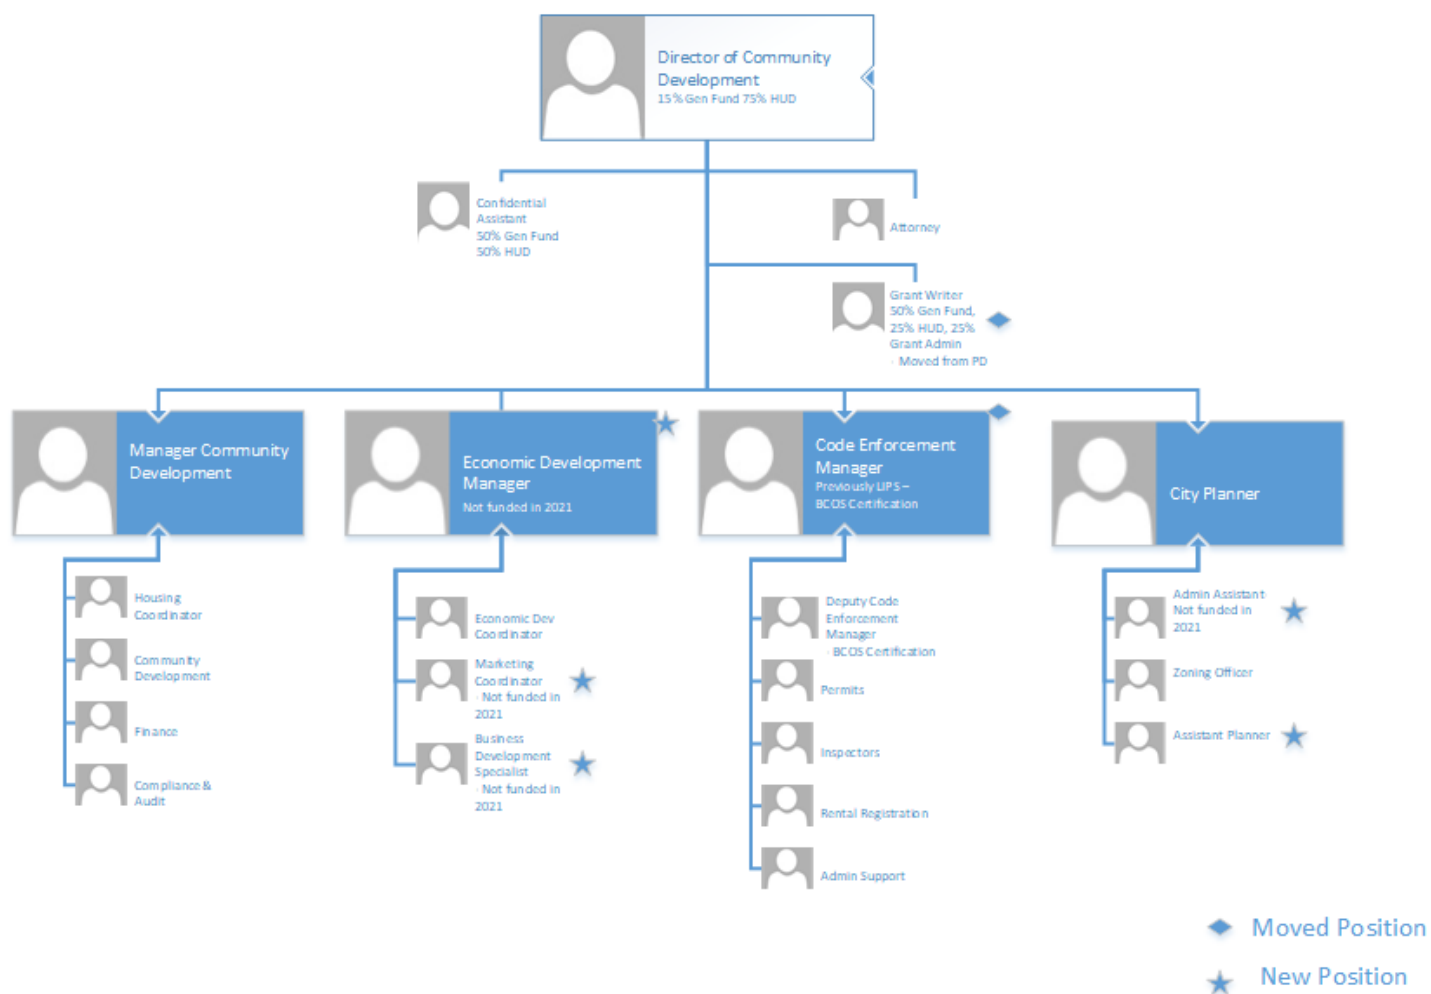 Director of Community
Development
15% Gen Fund 75% HUD
Confidential
Assistant
50% Gen Fund
50% HUD
Attorney
Grant Writer
50% Gen Fund,
25% HUD, 25%
Grant Admin
- Moved from PD
Manager Community
Development
Economic Development
Manager
Not funded in 2021
Code Enforcement
Manager
Previously LIPS –
BCOS Certification
City Planner
Housing
Coordinator
Community
Development
Finance
Compliance &
Audit
Economic Dev
Coordinator
Marketing
Coordinator
- Not funded in
2021
Business
Development
Specialist
- Not funded in
2021
Deputy Code
Enforcement
Manager
- BCOS Certification
Permits
Inspectors
Rental Registration
Admin Support
Admin Assistant
Not funded in
2021
Zoning Officer
Assistant Planner
Moved Position
New Position